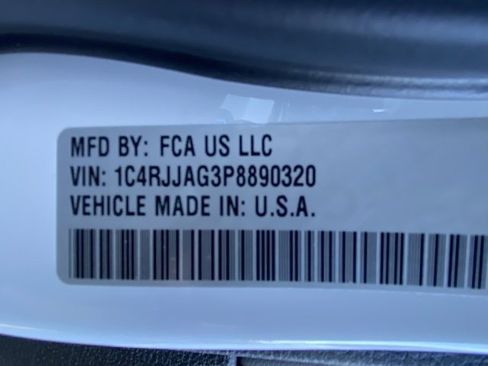 MFD BY: FCA US LLC
VIN: 1C4RJJAG3P8890320
VEHICLE MADE IN: U.S.A.